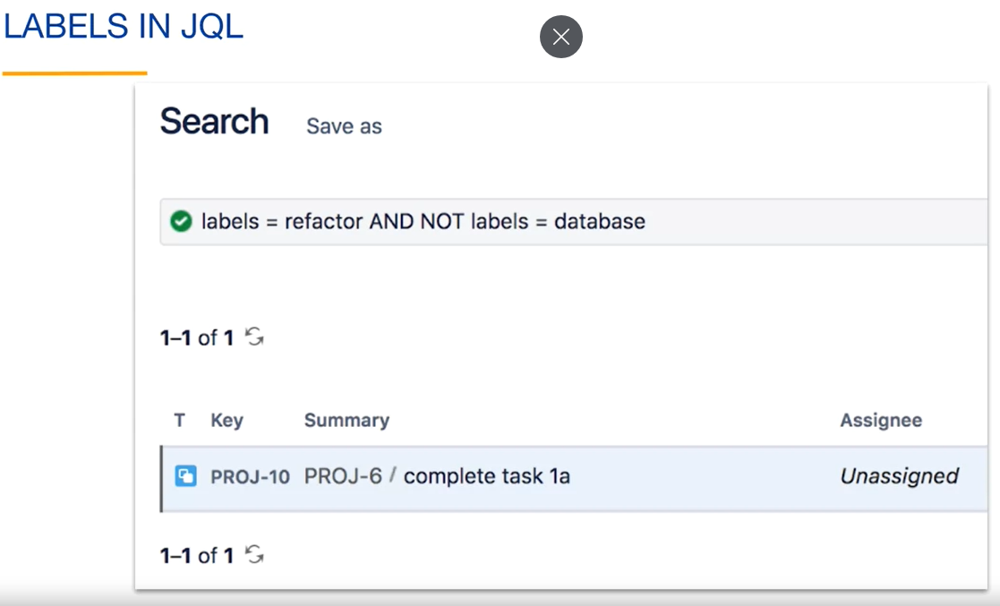 LABELS IN JQL
Search Save as
labels = refactor AND NOT labels = database
1–1 of 1
T Key Summary Assignee
PROJ-10 PROJ-6 / complete task 1a Unassigned
1–1 of 1